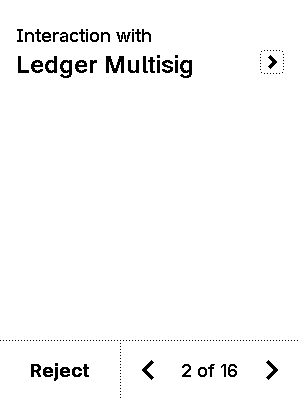 Interaction with
Ledger Multisig
Reject
2 of 16